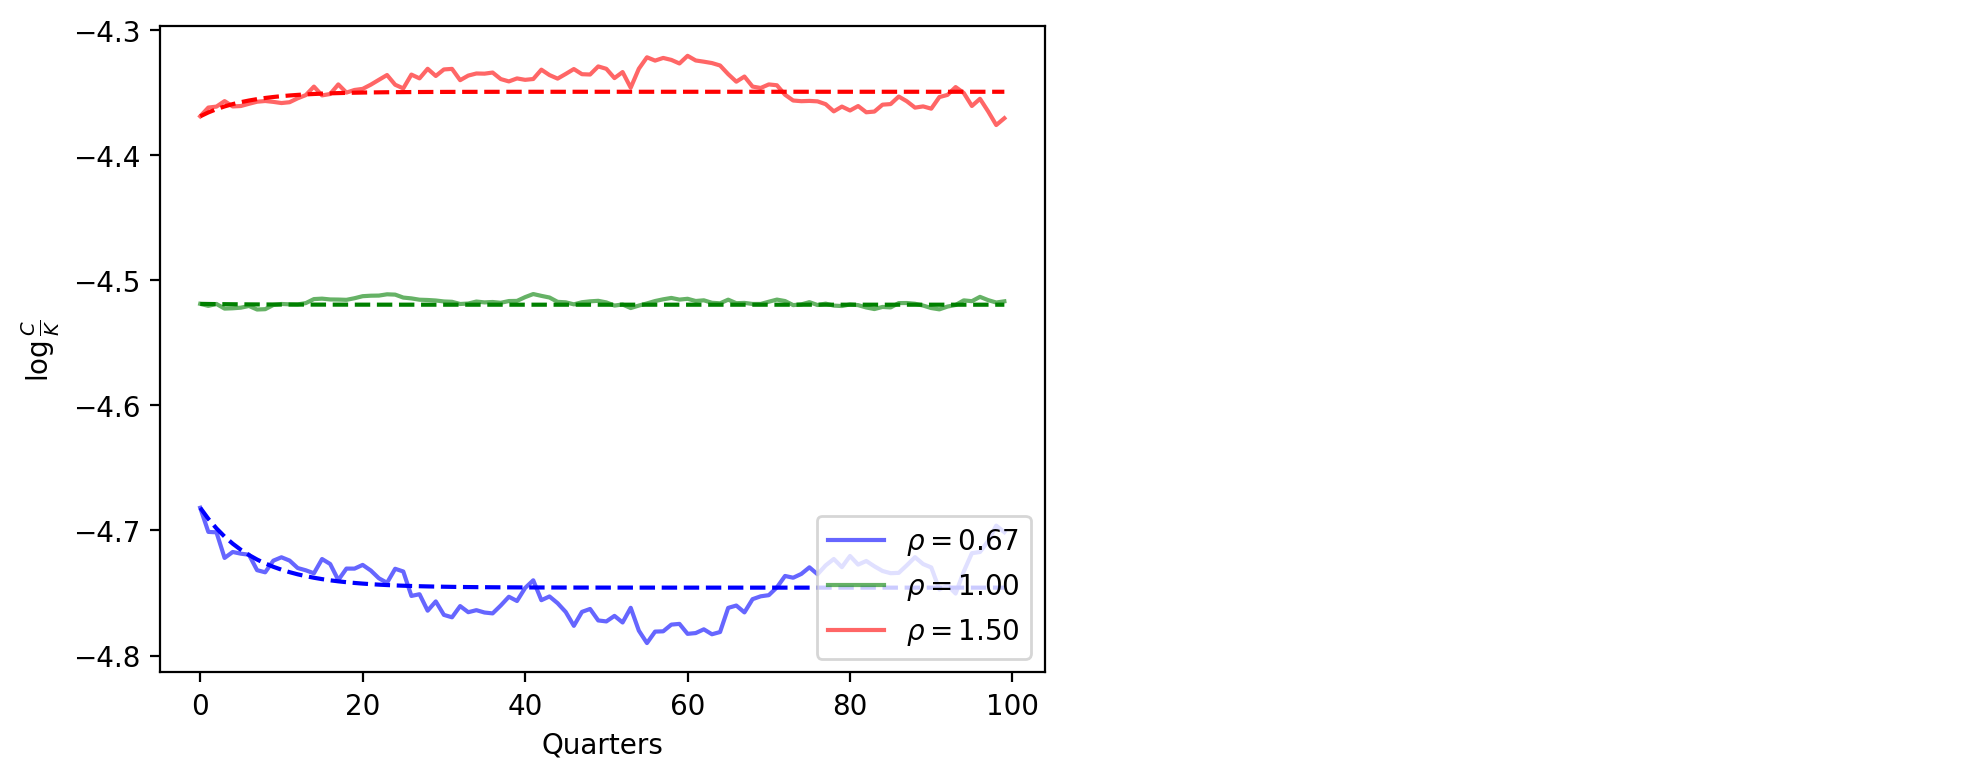 −4.3
−4.4
−4.5
−4.6
−4.7
−4.8
log C/K
ρ = 0.67
ρ = 1.00
ρ = 1.50
0 20 40 60 80 100
Quarters